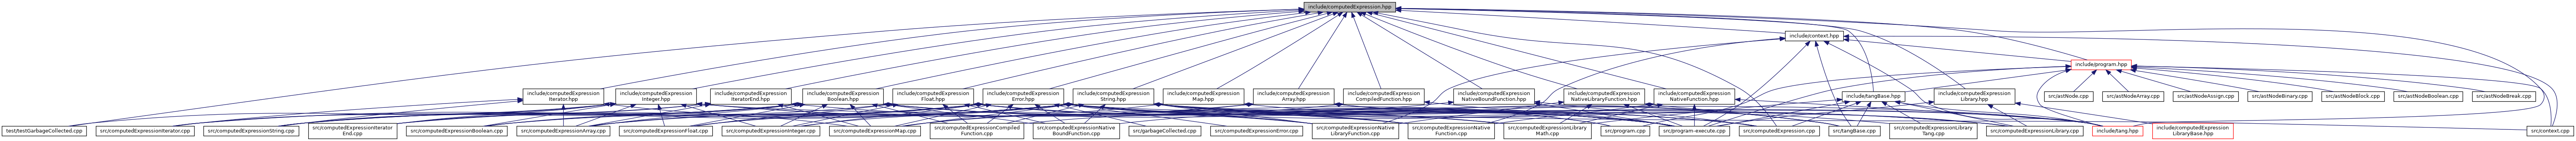 include/computedExpression.hpp
include/context.hpp
include/program.hpp
include/computedExpression
Iterator.hpp
include/computedExpression
Integer.hpp
include/computedExpression
IteratorEnd.hpp
include/computedExpression
Boolean.hpp
include/computedExpression
Float.hpp
include/computedExpression
Error.hpp
include/computedExpression
String.hpp
include/computedExpression
Map.hpp
include/computedExpression
Array.hpp
include/computedExpression
CompiledFunction.hpp
include/computedExpression
NativeBoundFunction.hpp
include/computedExpression
NativeLibraryFunction.hpp
include/computedExpression
NativeFunction.hpp
include/tangBase.hpp
include/computedExpression
Library.hpp
src/astNode.cpp
src/astNodeArray.cpp
src/astNodeAssign.cpp
src/astNodeBinary.cpp
src/astNodeBlock.cpp
src/astNodeBoolean.cpp
src/astNodeBreak.cpp
test/testGarbageCollected.cpp
src/computedExpressionIterator.cpp
src/computedExpressionString.cpp
src/computedExpressionIterator
End.cpp
src/computedExpressionBoolean.cpp
src/computedExpressionArray.cpp
src/computedExpressionFloat.cpp
src/computedExpressionInteger.cpp
src/computedExpressionMap.cpp
src/computedExpressionCompiled
Function.cpp
src/computedExpressionNative
BoundFunction.cpp
src/garbageCollected.cpp
src/computedExpressionError.cpp
src/computedExpressionNative
LibraryFunction.cpp
src/computedExpressionNative
Function.cpp
src/computedExpressionLibrary
Math.cpp
src/program.cpp
src/program-execute.cpp
src/computedExpression.cpp
src/tangBase.cpp
src/computedExpressionLibrary
Tang.cpp
src/computedExpressionLibrary.cpp
include/tang.hpp
include/computedExpression
LibraryBase.hpp
src/context.cpp